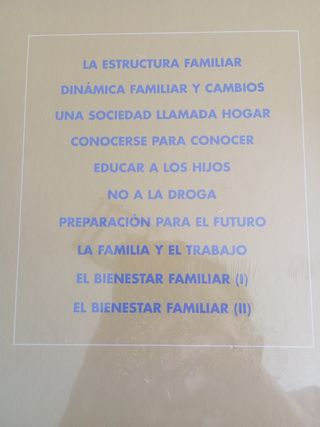 LA ESTRUCTURA FAMILIAR
DINÁMICA FAMILIAR Y CAMBIOS
UNA SOCIEDAD LLAMADA HOGAR
CONOCERSE PARA CONOCER
EDUCAR A LOS HIJOS
NO A LA DROGA
PREPARACIÓN PARA EL FUTURO
LA FAMILIA Y EL TRABAJO
EL BIENESTAR FAMILIAR (I)
EL BIENESTAR FAMILIAR (II)